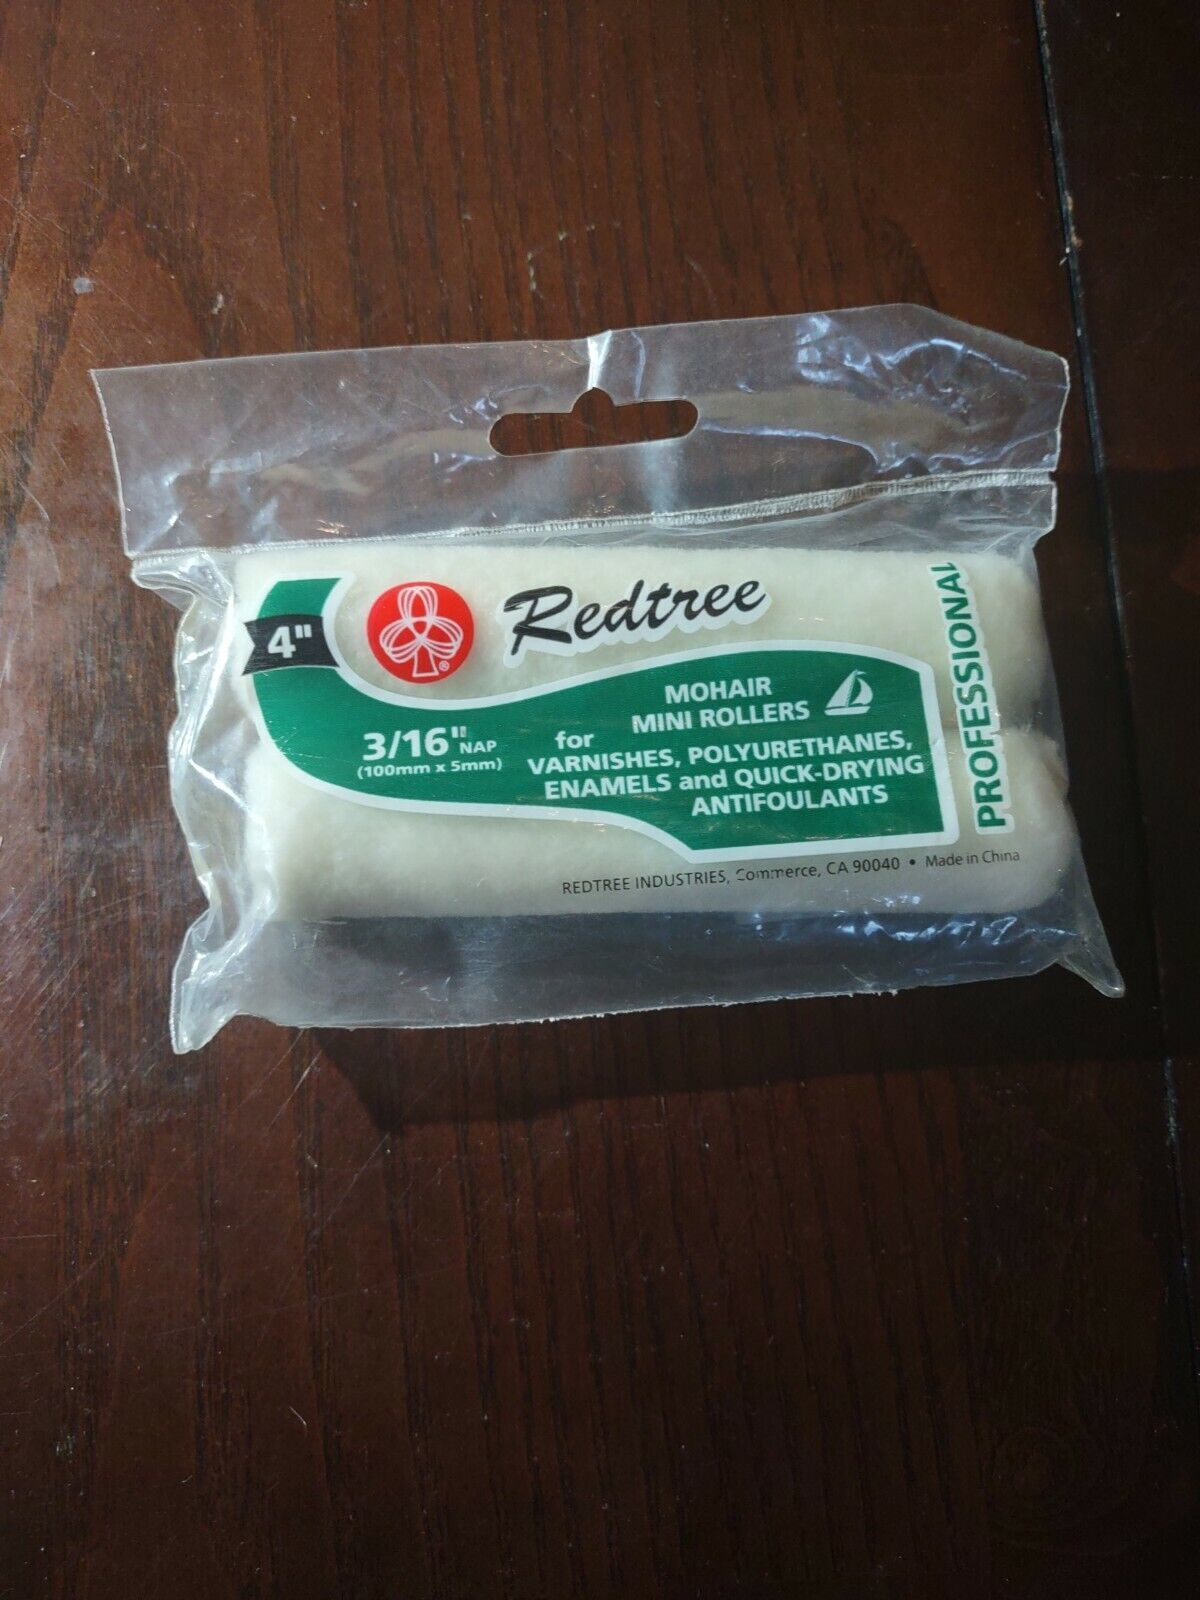 4"
®
Redtree
3/16" NAP
(100mm x 5mm)
MOHAIR
MINI ROLLERS
for
VARNISHES, POLYURETHANES,
ENAMELS and QUICK-DRYING
ANTIFOULANTS
PROFESSIONAL
REDTREE INDUSTRIES, Commerce, CA 90040 • Made in China